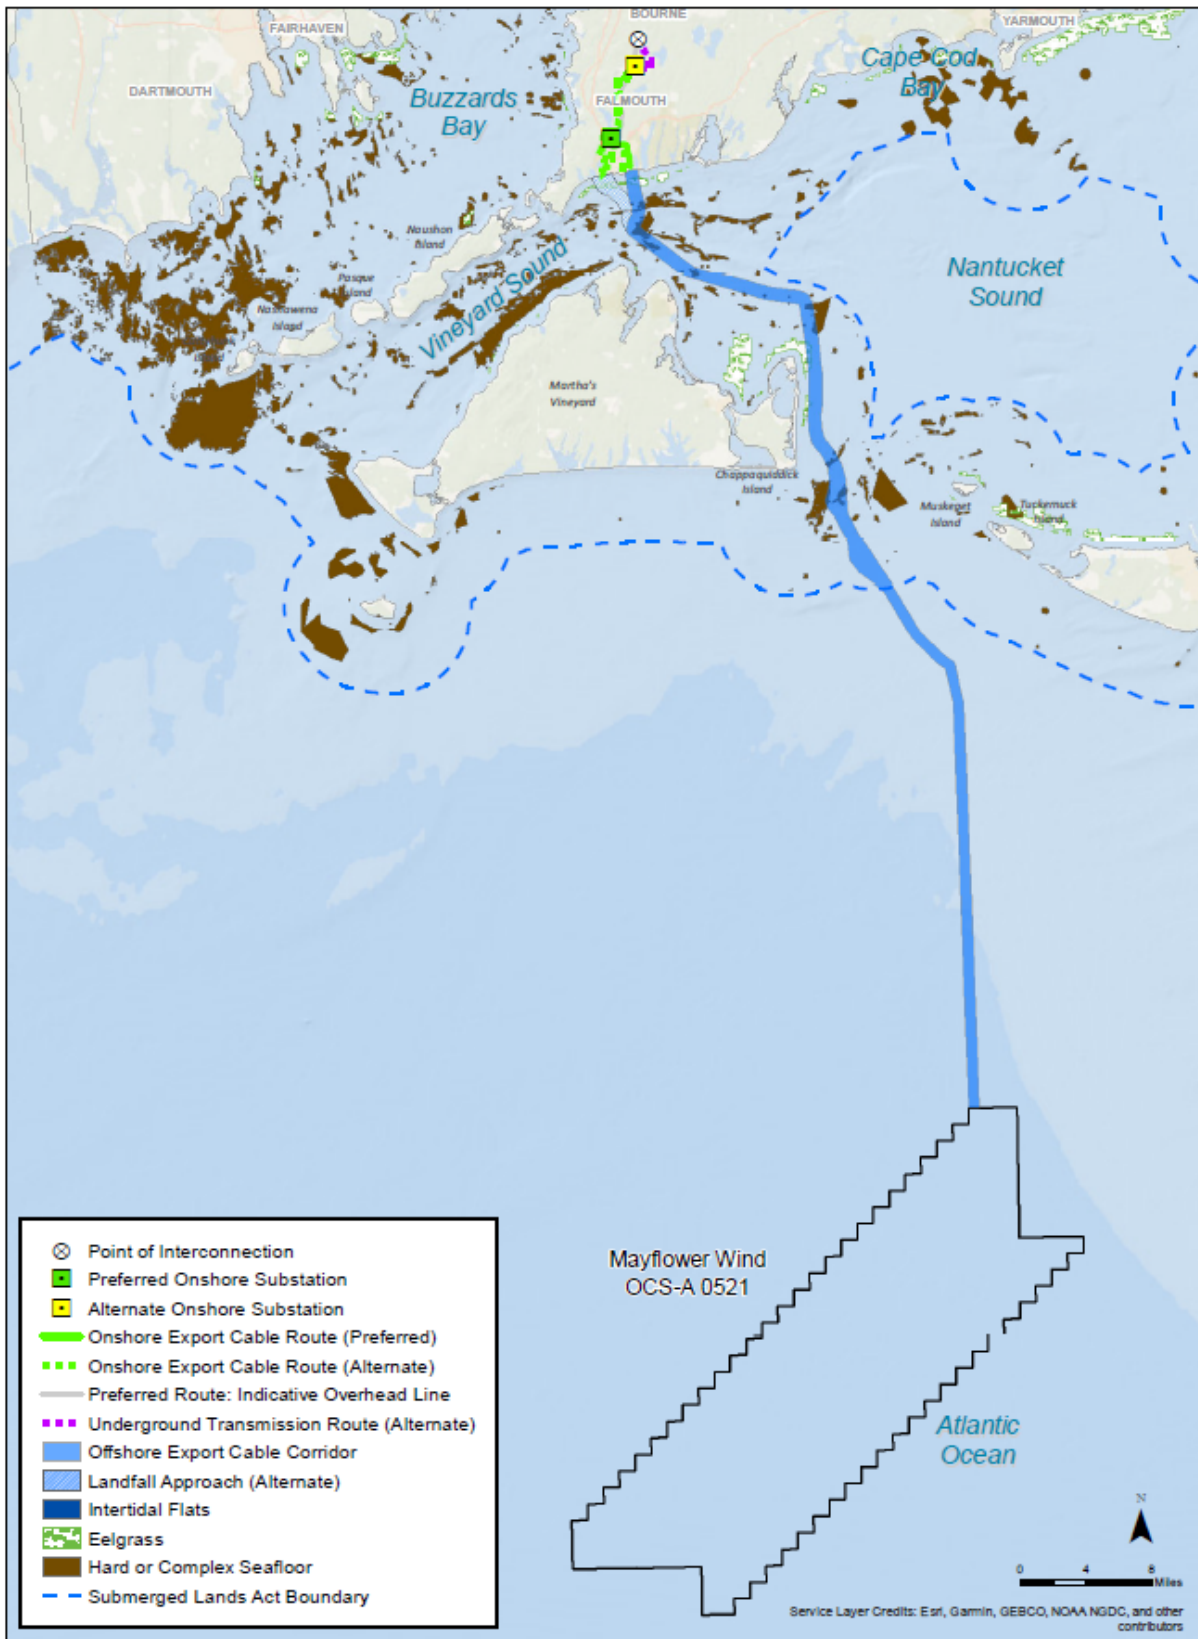 BOURNE
FAIRHAVEN
YARMOUTH
Cape Cod
Bay
DARTMOUTH
Buzzards
Bay
FALMOUTH
Naushon
Island
Vineyard Sound
Nantucket
Sound
Pasque
Island
Nashawena
Island
Island
Martha's
Vineyard
Chappaquiddick
Island
Muskeget
Island
Tuckernuck
Island
Mayflower Wind
OCS-A 0521
Atlantic
Ocean
Point of Interconnection
Preferred Onshore Substation
Alternate Onshore Substation
Onshore Export Cable Route (Preferred)
Onshore Export Cable Route (Alternate)
Preferred Route: Indicative Overhead Line
Underground Transmission Route (Alternate)
Offshore Export Cable Corridor
Landfall Approach (Alternate)
Intertidal Flats
Eelgrass
Hard or Complex Seafloor
Submerged Lands Act Boundary
N
0 4 8
Miles
Service Layer Credits: Esri, Garmin, GEBCO, NOAA NGDC, and other
contributors